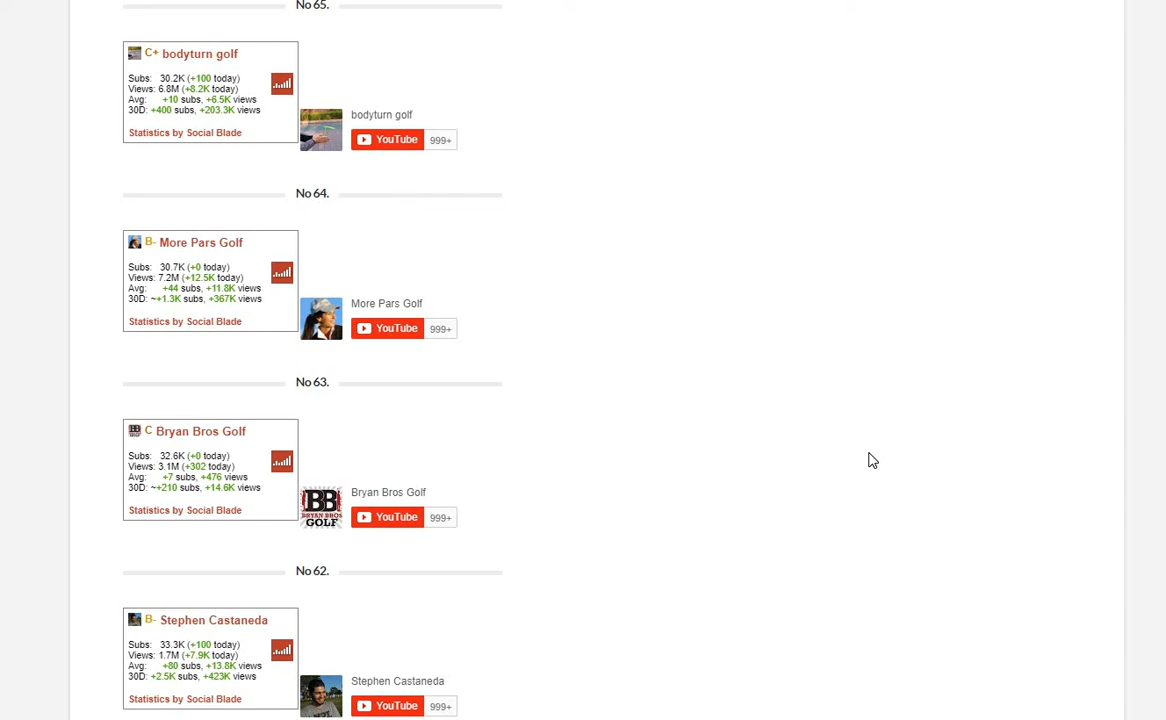 No 65.
C+ bodyturn golf
Subs: 30.2K (+100 today)
Views: 6.8M (+8.2K today)
Avg: +10 subs, +6.5K views
30D: +400 subs, +203.3K views
Statistics by Social Blade
bodyturn golf
YouTube 999+
No 64.
B- More Pars Golf
Subs: 30.7K (+0 today)
Views: 7.2M (+12.5K today)
Avg: +44 subs, +11.8K views
30D: ~+1.3K subs, +367K views
Statistics by Social Blade
More Pars Golf
YouTube 999+
No 63.
C Bryan Bros Golf
Subs: 32.6K (+0 today)
Views: 3.1M (+302 today)
Avg: +7 subs, +476 views
30D: ~+210 subs, +14.6K views
Statistics by Social Blade
Bryan Bros Golf
BB
BRYAN BROS
GOLF
YouTube 999+
No 62.
B- Stephen Castaneda
Subs: 33.3K (+100 today)
Views: 1.7M (+7.9K today)
Avg: +80 subs, +13.8K views
30D: +2.5K subs, +423K views
Statistics by Social Blade
Stephen Castaneda
YouTube 999+